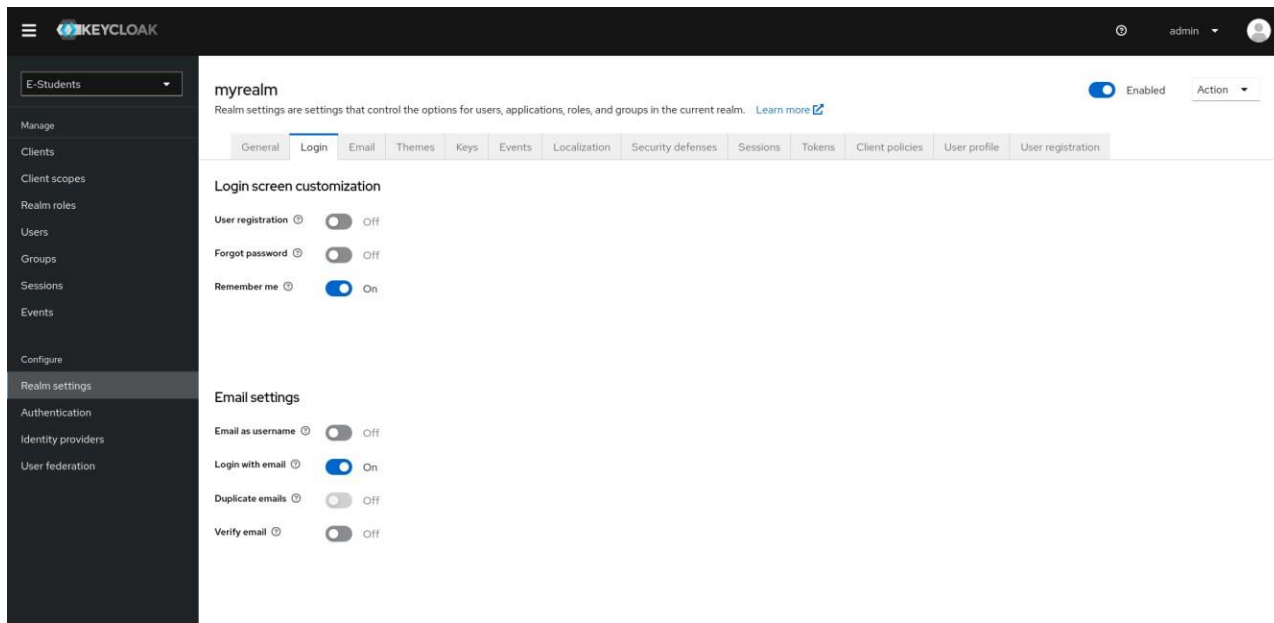 KEYCLOAK
admin
E-Students
Manage
Clients
Client scopes
Realm roles
Users
Groups
Sessions
Events
Configure
Realm settings
Authentication
Identity providers
User federation
myrealm
Enabled
Action
Realm settings are settings that control the options for users, applications, roles, and groups in the current realm. Learn more
General Login Email Themes Keys Events Localization Security defenses Sessions Tokens Client policies User profile User registration
Login screen customization
User registration Off
Forgot password Off
Remember me On
Email settings
Email as username Off
Login with email On
Duplicate emails Off
Verify email Off